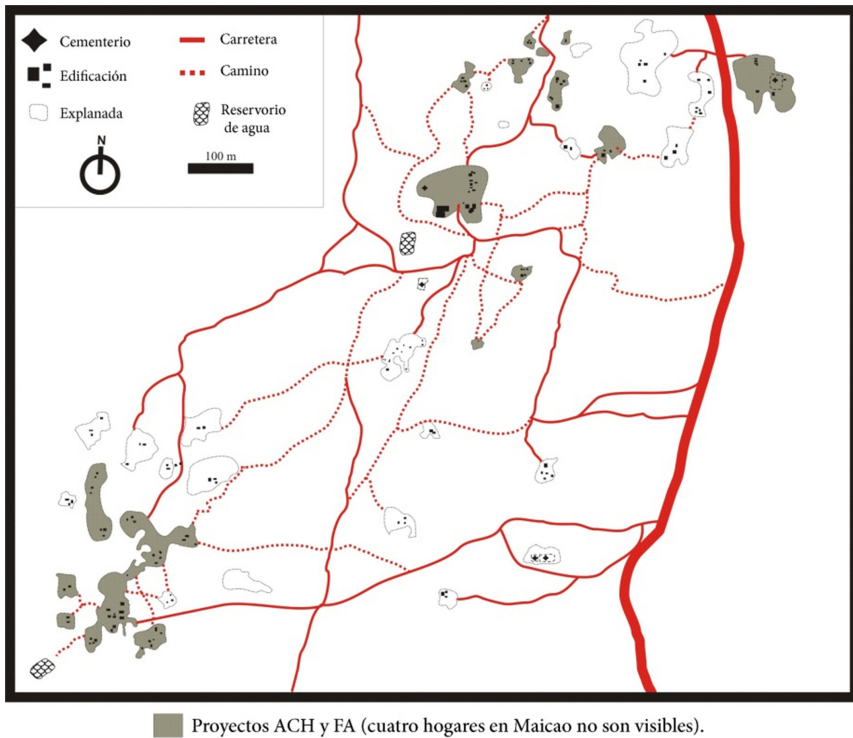 Cementerio
Carretera
Edificación
Camino
Explanada
Reservorio
de agua
N
100 m
Proyectos ACH y FA (cuatro hogares en Maicao no son visibles).